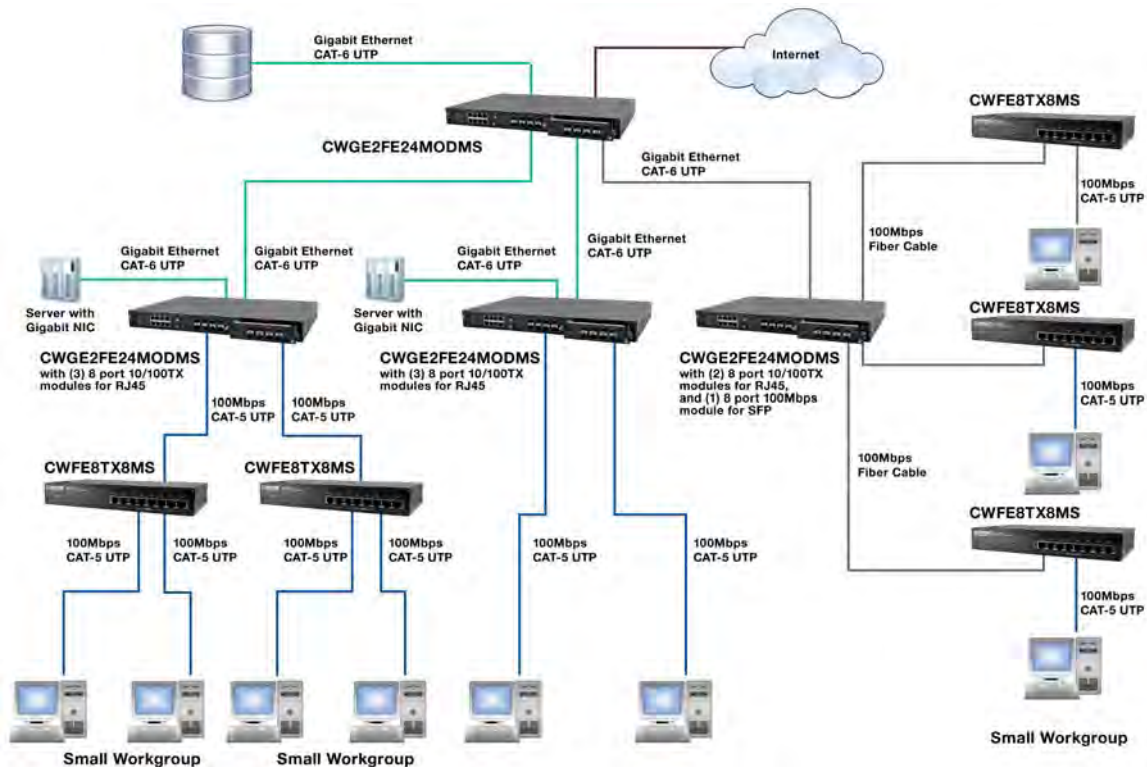 Gigabit Ethernet
CAT-6 UTP
Internet
CWGE2FE24MODMS
CWFE8TX8MS
Gigabit Ethernet
CAT-6 UTP
100Mbps
CAT-5 UTP
100Mbps
Fiber Cable
Gigabit Ethernet
CAT-6 UTP
Gigabit Ethernet
CAT-6 UTP
Gigabit Ethernet
CAT-6 UTP
Gigabit Ethernet
CAT-6 UTP
Server with
Gigabit NIC
Server with
Gigabit NIC
CWFE8TX8MS
CWGE2FE24MODMS
with (3) 8 port 10/100TX
modules for RJ45
CWGE2FE24MODMS
with (3) 8 port 10/100TX
modules for RJ45
CWGE2FE24MODMS
with (2) 8 port 10/100TX
modules for RJ45,
and (1) 8 port 100Mbps
module for SFP
100Mbps
CAT-5 UTP
100Mbps
CAT-5 UTP
100Mbps
CAT-5 UTP
100Mbps
Fiber Cable
CWFE8TX8MS
CWFE8TX8MS
CWFE8TX8MS
100Mbps
CAT-5 UTP
100Mbps
CAT-5 UTP
100Mbps
CAT-5 UTP
100Mbps
CAT-5 UTP
100Mbps
CAT-5 UTP
100Mbps
CAT-5 UTP
100Mbps
CAT-5 UTP
Small Workgroup
Small Workgroup
Small Workgroup